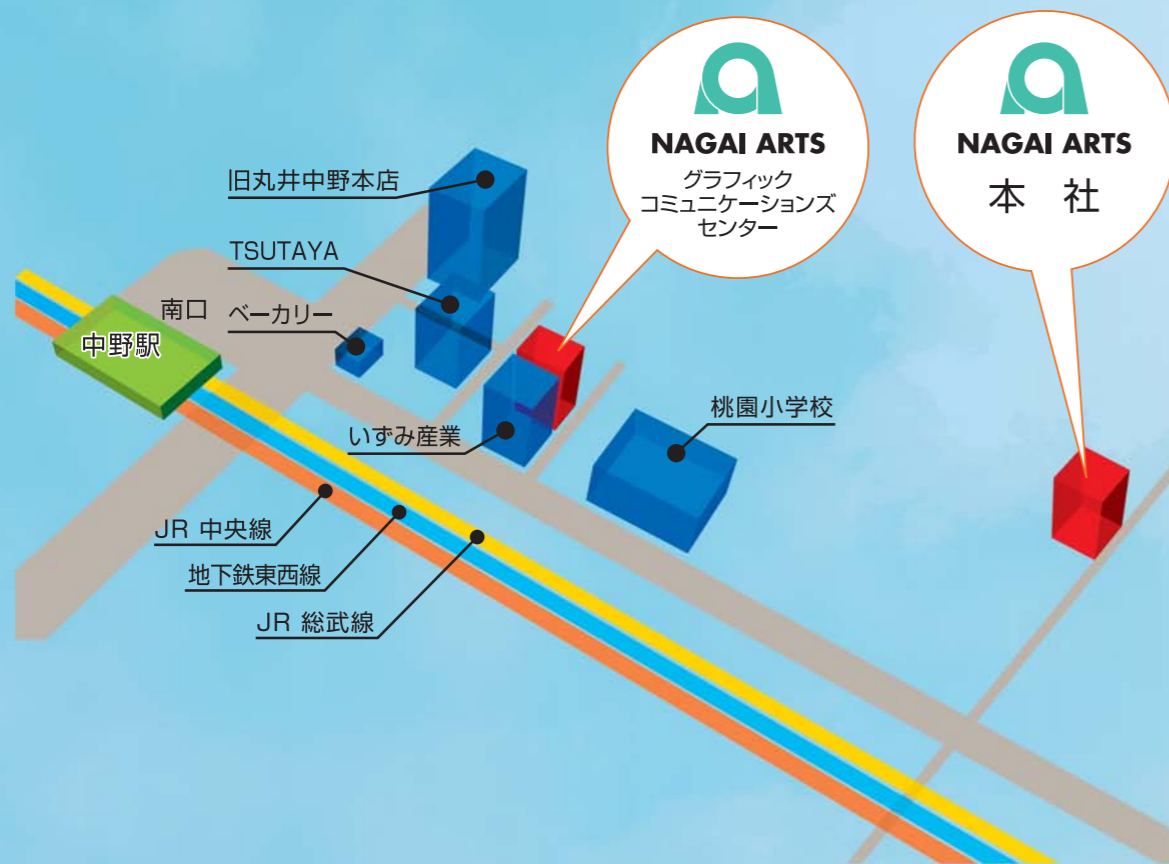 NAGAI ARTS
グラフィック
コミュニケーションズ
センター
NAGAI ARTS
本 社
旧丸井中野本店
TSUTAYA
南口
ベーカリー
中野駅
いずみ産業
桃園小学校
JR 中央線
地下鉄東西線
JR 総武線